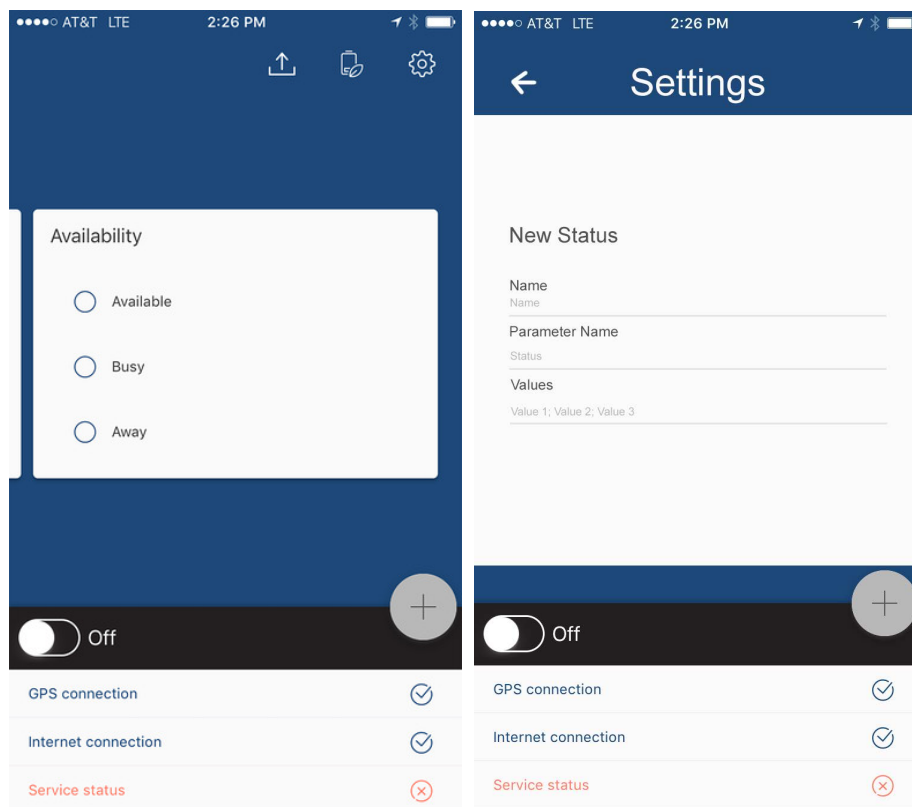 AT&T LTE 2:26 PM
Availability
Available
Busy
Away
Off
GPS connection
Internet connection
Service status
AT&T LTE 2:26 PM
Settings
New Status
Name
Name
Parameter Name
Status
Values
Value 1; Value 2; Value 3
Off
GPS connection
Internet connection
Service status